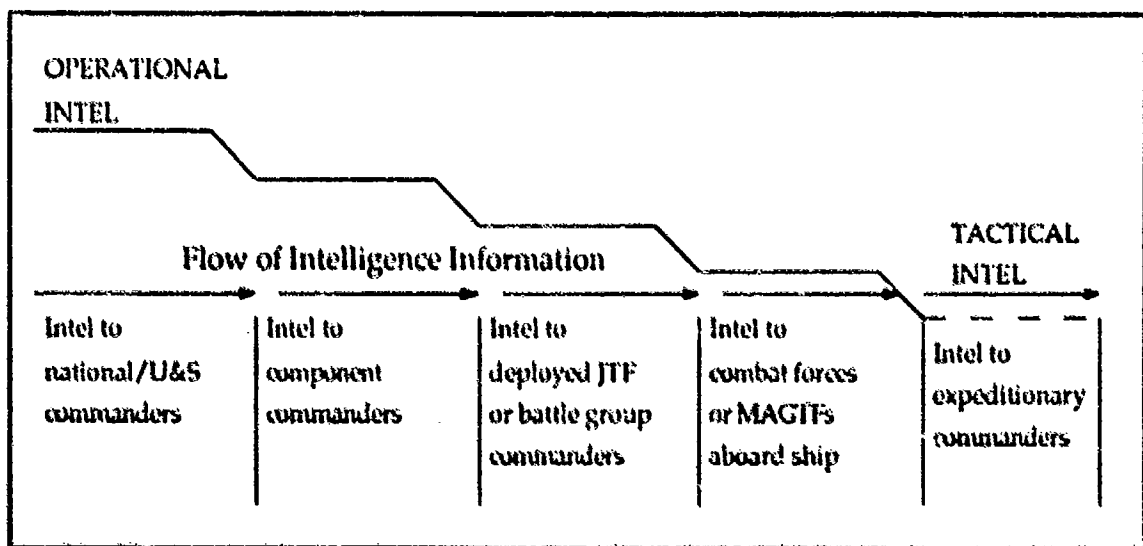 OPERATIONAL
INTEL
Flow of Intelligence Information
TACTICAL
INTEL
Intel to
national/U&S
commanders
Intel to
component
commanders
Intel to
deployed JTF
or battle group
commanders
Intel to
combat forces
or MAGTFs
aboard ship
Intel to
expeditionary
commanders